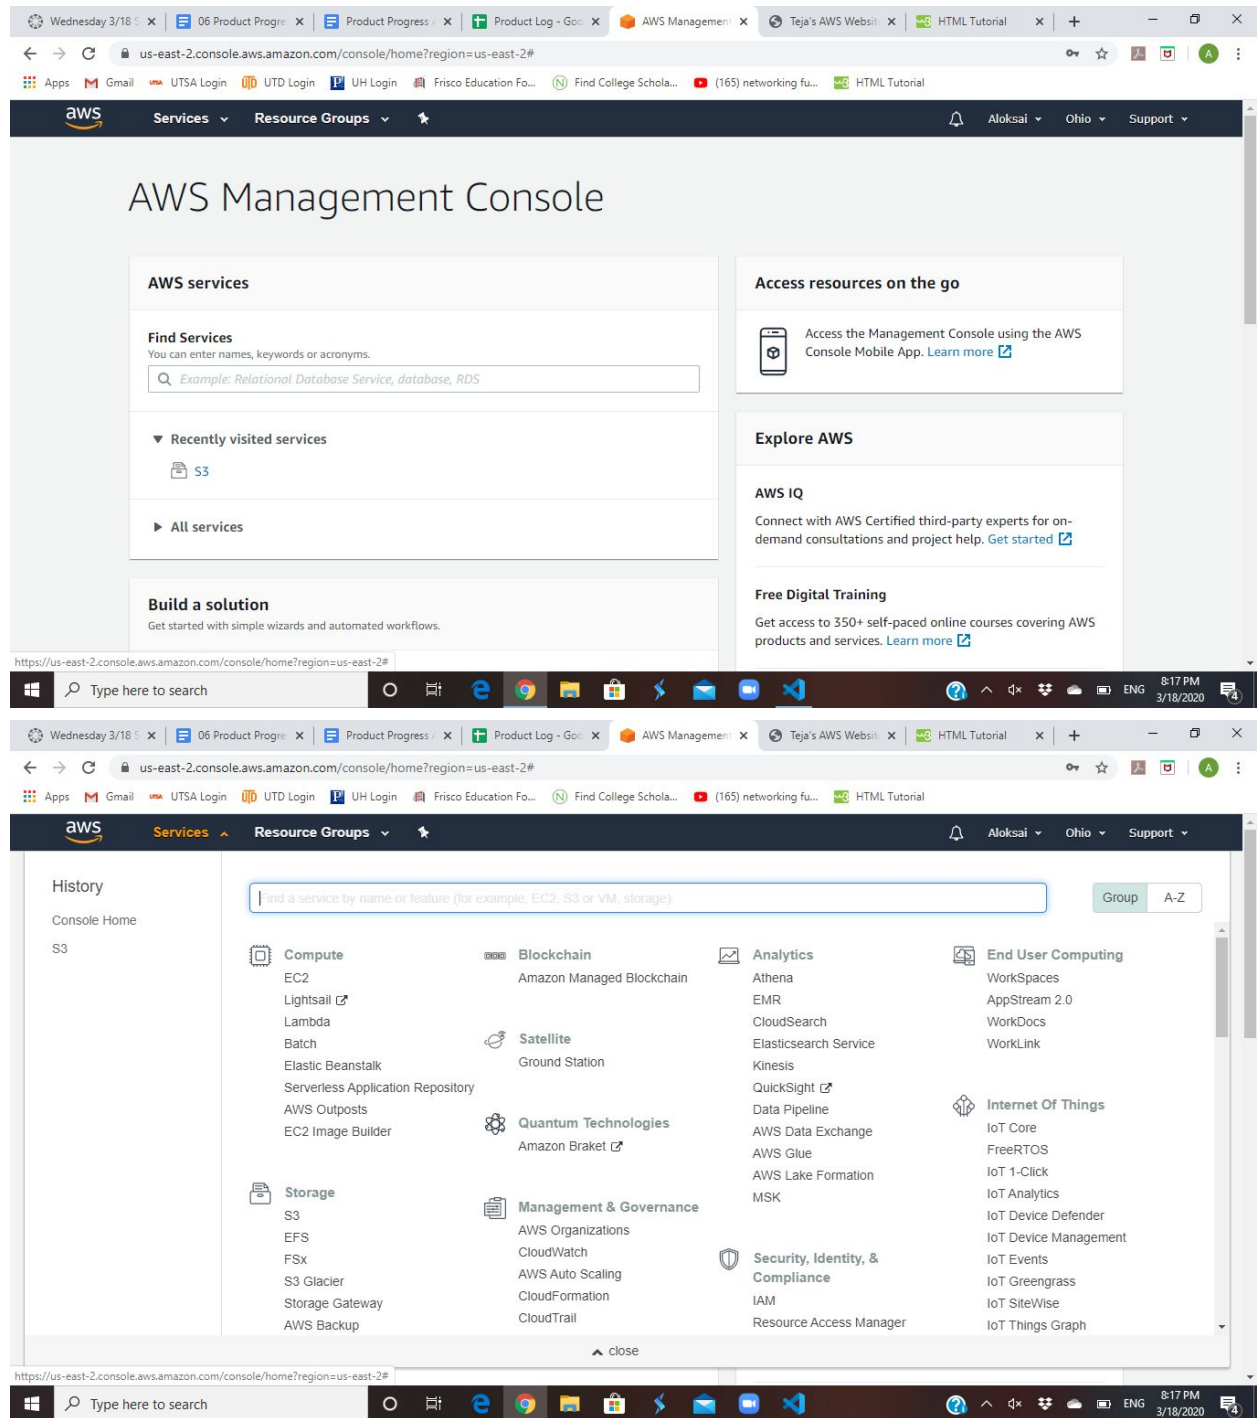 Wednesday 3/18 S
06 Product Progre
Product Progress A
Product Log - Goo
AWS Management
Teja's AWS Websit
HTML Tutorial
us-east-2.console.aws.amazon.com/console/home?region=us-east-2#
Apps Gmail UTSA Login UTD Login UH Login Frisco Education Fo... Find College Schola... (165) networking fu... HTML Tutorial
aws Services Resource Groups Aloksai Ohio Support
AWS Management Console
AWS services
Find Services
You can enter names, keywords or acronyms.
Example: Relational Database Service, database, RDS
Recently visited services
S3
All services
Build a solution
Get started with simple wizards and automated workflows.
Access resources on the go
Access the Management Console using the AWS
Console Mobile App. Learn more
Explore AWS
AWS IQ
Connect with AWS Certified third-party experts for on-
demand consultations and project help. Get started
Free Digital Training
Get access to 350+ self-paced online courses covering AWS
products and services. Learn more
https://us-east-2.console.aws.amazon.com/console/home?region=us-east-2#
Type here to search
ENG
8:17 PM
3/18/2020
4
Wednesday 3/18 S
06 Product Progre
Product Progress A
Product Log - Goo
AWS Management
Teja's AWS Websit
HTML Tutorial
us-east-2.console.aws.amazon.com/console/home?region=us-east-2#
Apps Gmail UTSA Login UTD Login UH Login Frisco Education Fo... Find College Schola... (165) networking fu... HTML Tutorial
aws Services Resource Groups Aloksai Ohio Support
History
Console Home
S3
Find a service by name or feature (for example, EC2, S3 or VM, storage).
Group A-Z
Compute
EC2
Lightsail
Lambda
Batch
Elastic Beanstalk
Serverless Application Repository
AWS Outposts
EC2 Image Builder
Storage
S3
EFS
FSx
S3 Glacier
Storage Gateway
AWS Backup
Blockchain
Amazon Managed Blockchain
Satellite
Ground Station
Quantum Technologies
Amazon Braket
Management & Governance
AWS Organizations
CloudWatch
AWS Auto Scaling
CloudFormation
CloudTrail
Analytics
Athena
EMR
CloudSearch
Elasticsearch Service
Kinesis
QuickSight
Data Pipeline
AWS Data Exchange
AWS Glue
AWS Lake Formation
MSK
Security, Identity, &
Compliance
IAM
Resource Access Manager
End User Computing
WorkSpaces
AppStream 2.0
WorkDocs
WorkLink
Internet Of Things
IoT Core
FreeRTOS
IoT 1-Click
IoT Analytics
IoT Device Defender
IoT Device Management
IoT Events
IoT Greengrass
IoT SiteWise
IoT Things Graph
close
https://us-east-2.console.aws.amazon.com/console/home?region=us-east-2#
Type here to search
ENG
8:17 PM
3/18/2020
4